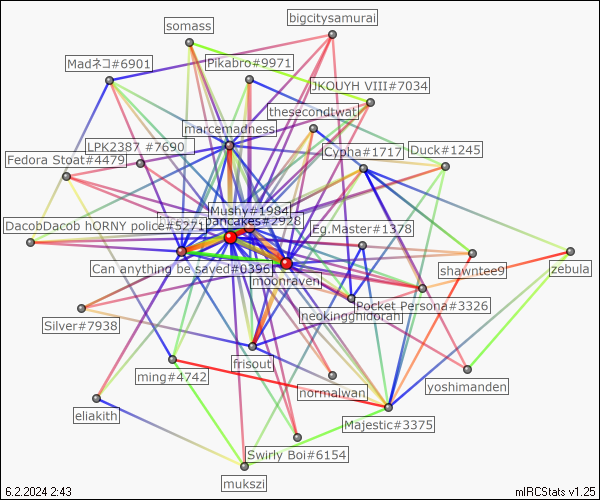 bigcitysamurai
somass
Pikabro#9971
Madネコ#6901
JKOUYH VIII#7034
thesecondtwat
marcemadness
LPK2387 _#7690
Cypha#1717
Duck#1245
Fedora Stoat#4479
Mushy#1984
pancakes#2928
DacobDacob hORNY police#5271
Eg.Master#1378
Can anything be saved#0396
shawntee9
zebula
moonraven
Pocket Persona#3326
neokingghidorah
Silver#7938
frisout
ming#4742
yoshimanden
normalwan
eliakith
Majestic#3375
Swirly Boi#6154
mukszi
6.2.2024 2:43
mIRCStats v1.25